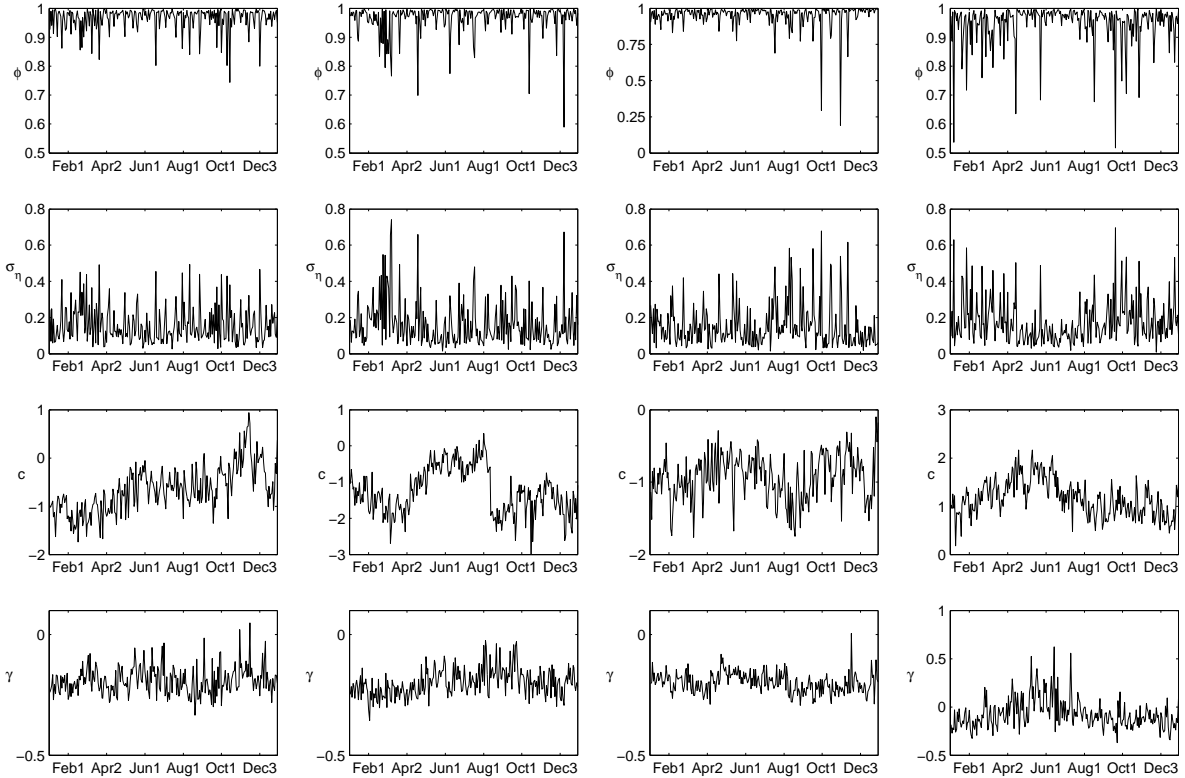 1 0.9 0.8 0.7 0.6 0.5
ϕ
Feb1 Apr2 Jun1 Aug1 Oct1 Dec3
1 0.9 0.8 0.7 0.6 0.5
ϕ
Feb1 Apr2 Jun1 Aug1 Oct1 Dec3
1 0.75 0.5 0.25 0
ϕ
Feb1 Apr2 Jun1 Aug1 Oct1 Dec3
1 0.9 0.8 0.7 0.6 0.5
ϕ
Feb1 Apr2 Jun1 Aug1 Oct1 Dec3
0.8 0.6 0.4 0.2 0
σ_η
Feb1 Apr2 Jun1 Aug1 Oct1 Dec3
0.8 0.6 0.4 0.2 0
σ_η
Feb1 Apr2 Jun1 Aug1 Oct1 Dec3
0.8 0.6 0.4 0.2 0
σ_η
Feb1 Apr2 Jun1 Aug1 Oct1 Dec3
0.8 0.6 0.4 0.2 0
σ_η
Feb1 Apr2 Jun1 Aug1 Oct1 Dec3
1 0 −1 −2
c
Feb1 Apr2 Jun1 Aug1 Oct1 Dec3
1 0 −1 −2 −3
c
Feb1 Apr2 Jun1 Aug1 Oct1 Dec3
0 −1 −2
c
Feb1 Apr2 Jun1 Aug1 Oct1 Dec3
3 2 1 0
c
Feb1 Apr2 Jun1 Aug1 Oct1 Dec3
0 −0.5
γ
Feb1 Apr2 Jun1 Aug1 Oct1 Dec3
0 −0.5
γ
Feb1 Apr2 Jun1 Aug1 Oct1 Dec3
0 −0.5
γ
Feb1 Apr2 Jun1 Aug1 Oct1 Dec3
1 0.5 0 −0.5
γ
Feb1 Apr2 Jun1 Aug1 Oct1 Dec3